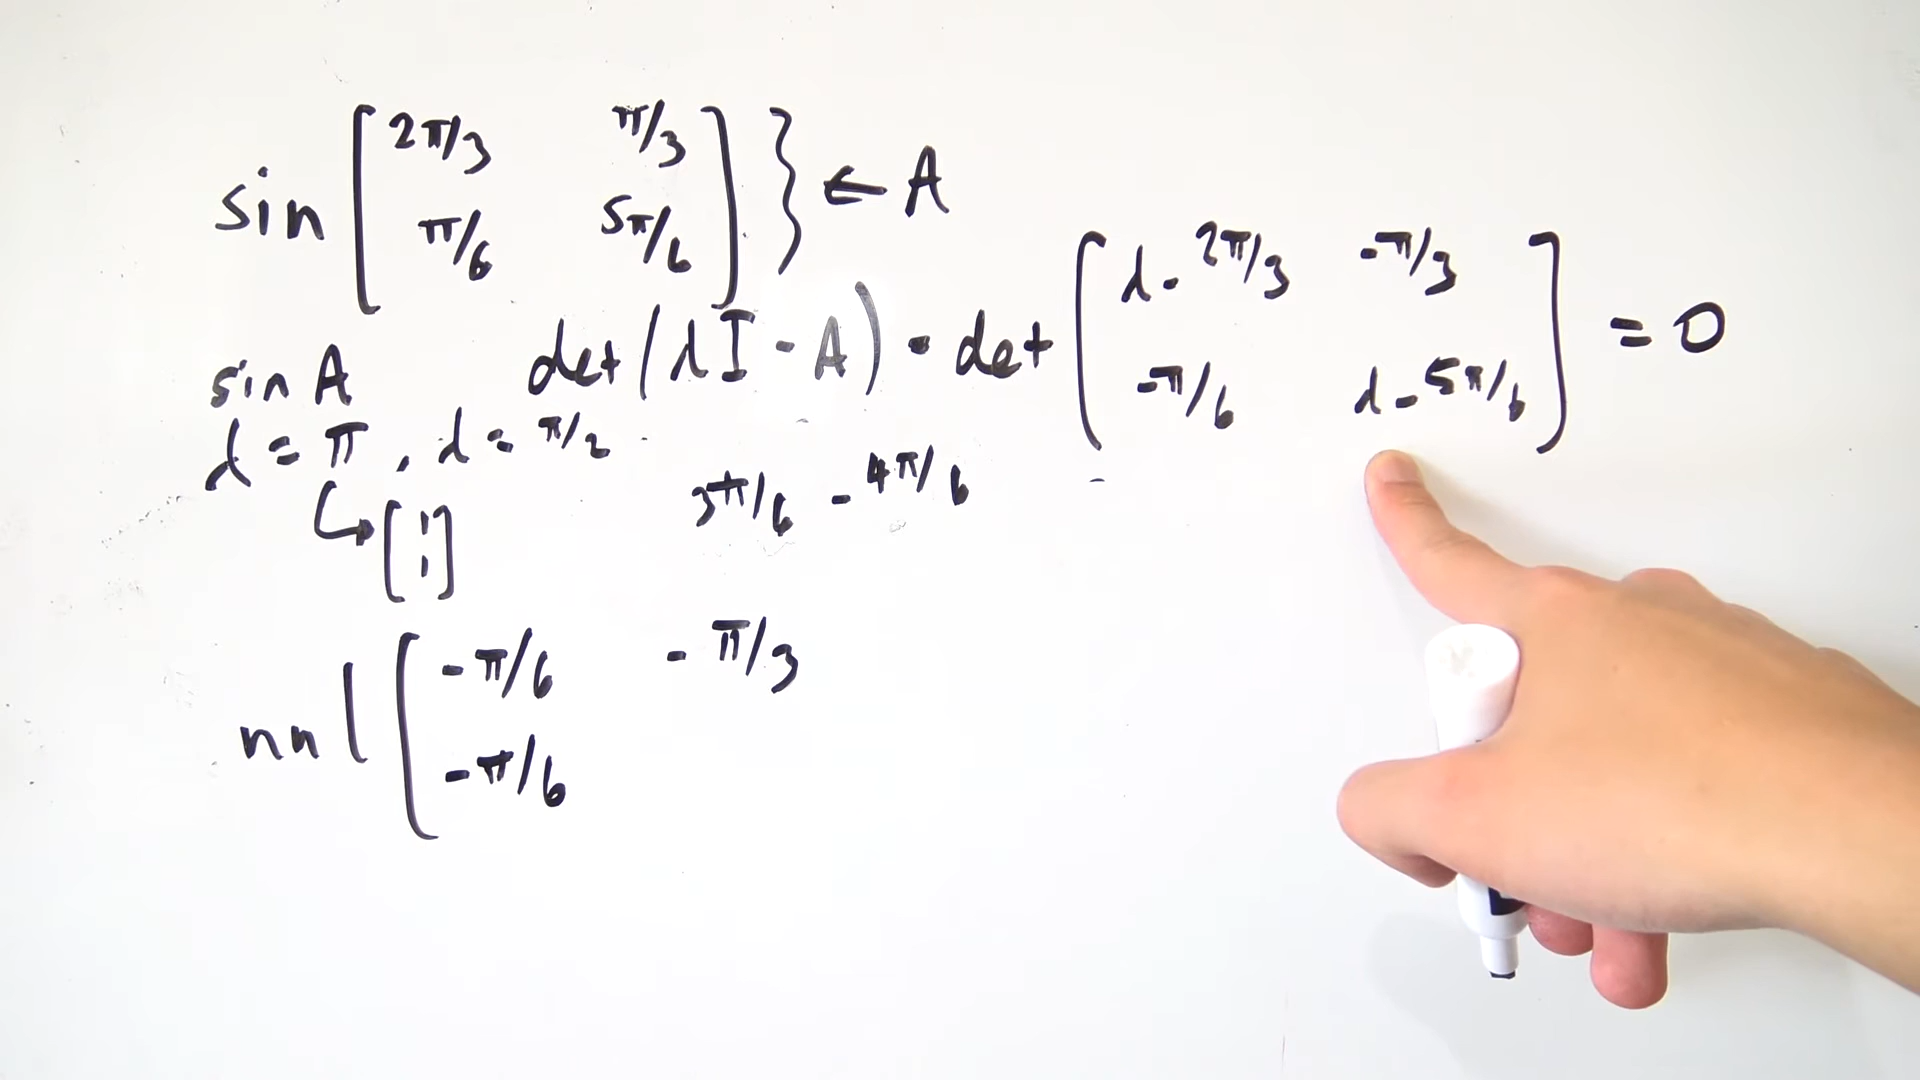 sin [ 2π/3 π/3 ] } ← A
[ π/6 5π/6 ]
sin A det(λI - A) = det [ λ - 2π/3 -π/3 ] = 0
[ -π/6 λ - 5π/6 ]
λ = π, λ = π/2
3π/6 - 4π/6
↳ [ 1 ]
[ 1 ]
nul [ -π/6 -π/3
-π/6